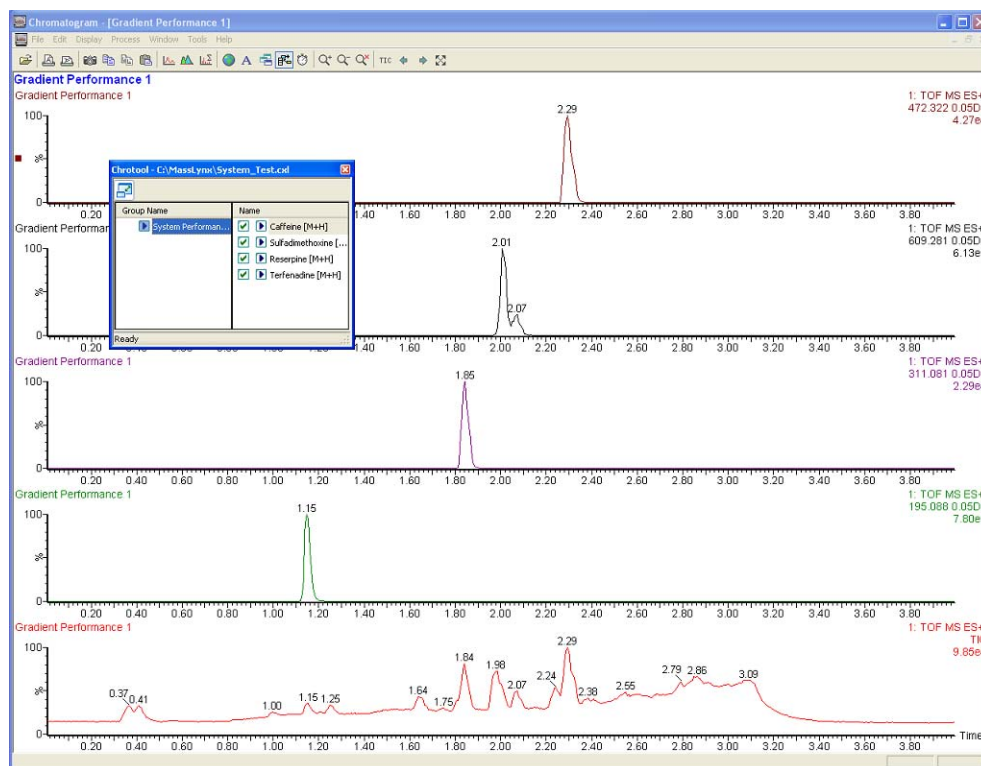 Chromatogram - [Gradient Performance 1]
File Edit Display Process Window Tools Help
TIC
Gradient Performance 1
Gradient Performance 1
1: TOF MS ES+
472.322 0.05D
4.27e
100
%
2.29
0.20 1.60 1.80 2.00 2.20 2.40 2.60 2.80 3.00 3.20 3.40 3.60 3.80
Chrotool - C:\MassLynx\System_Test.cxl
Group Name
System Performan...
Name
Caffeine [M+H]
Sulfadimethoxine [...
Reserpine [M+H]
Terfenadine [M+H]
Ready
Gradient Performance
1: TOF MS ES+
609.281 0.05D
6.13e
100
%
0
2.01
2.07
0.20 0.40 0.60 0.80 1.00 1.20 1.40 1.60 1.80 2.00 2.20 2.40 2.60 2.80 3.00 3.20 3.40 3.60 3.80
Gradient Performance 1
1: TOF MS ES+
311.081 0.05D
2.29e
100
%
0
1.85
0.20 0.40 0.60 0.80 1.00 1.20 1.40 1.60 1.80 2.00 2.20 2.40 2.60 2.80 3.00 3.20 3.40 3.60 3.80
Gradient Performance 1
1: TOF MS ES+
195.088 0.05D
7.80e
100
%
0
1.15
0.20 0.40 0.60 0.80 1.00 1.20 1.40 1.60 1.80 2.00 2.20 2.40 2.60 2.80 3.00 3.20 3.40 3.60 3.80
Gradient Performance 1
1: TOF MS ES+
9.85e
100
%
0
0.37 0.41 1.00 1.15 1.25 1.64 1.75 1.84 1.98 2.07 2.24 2.29 2.38 2.55 2.79 2.86 3.09
0.20 0.40 0.60 0.80 1.00 1.20 1.40 1.60 1.80 2.00 2.20 2.40 2.60 2.80 3.00 3.20 3.40 3.60 3.80
Time